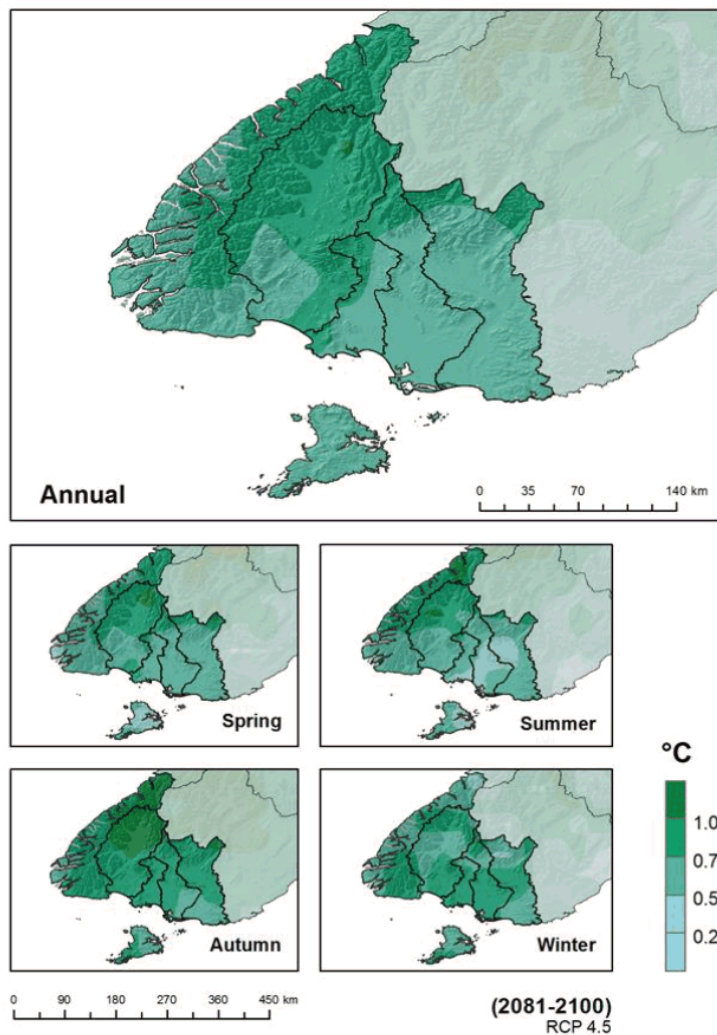 Annual
0 35 70 140 km
Spring
Summer
°C
1.0
0.7
0.5
0.2
Autumn
Winter
0 90 180 270 360 450 km
(2081-2100)
RCP 4.5